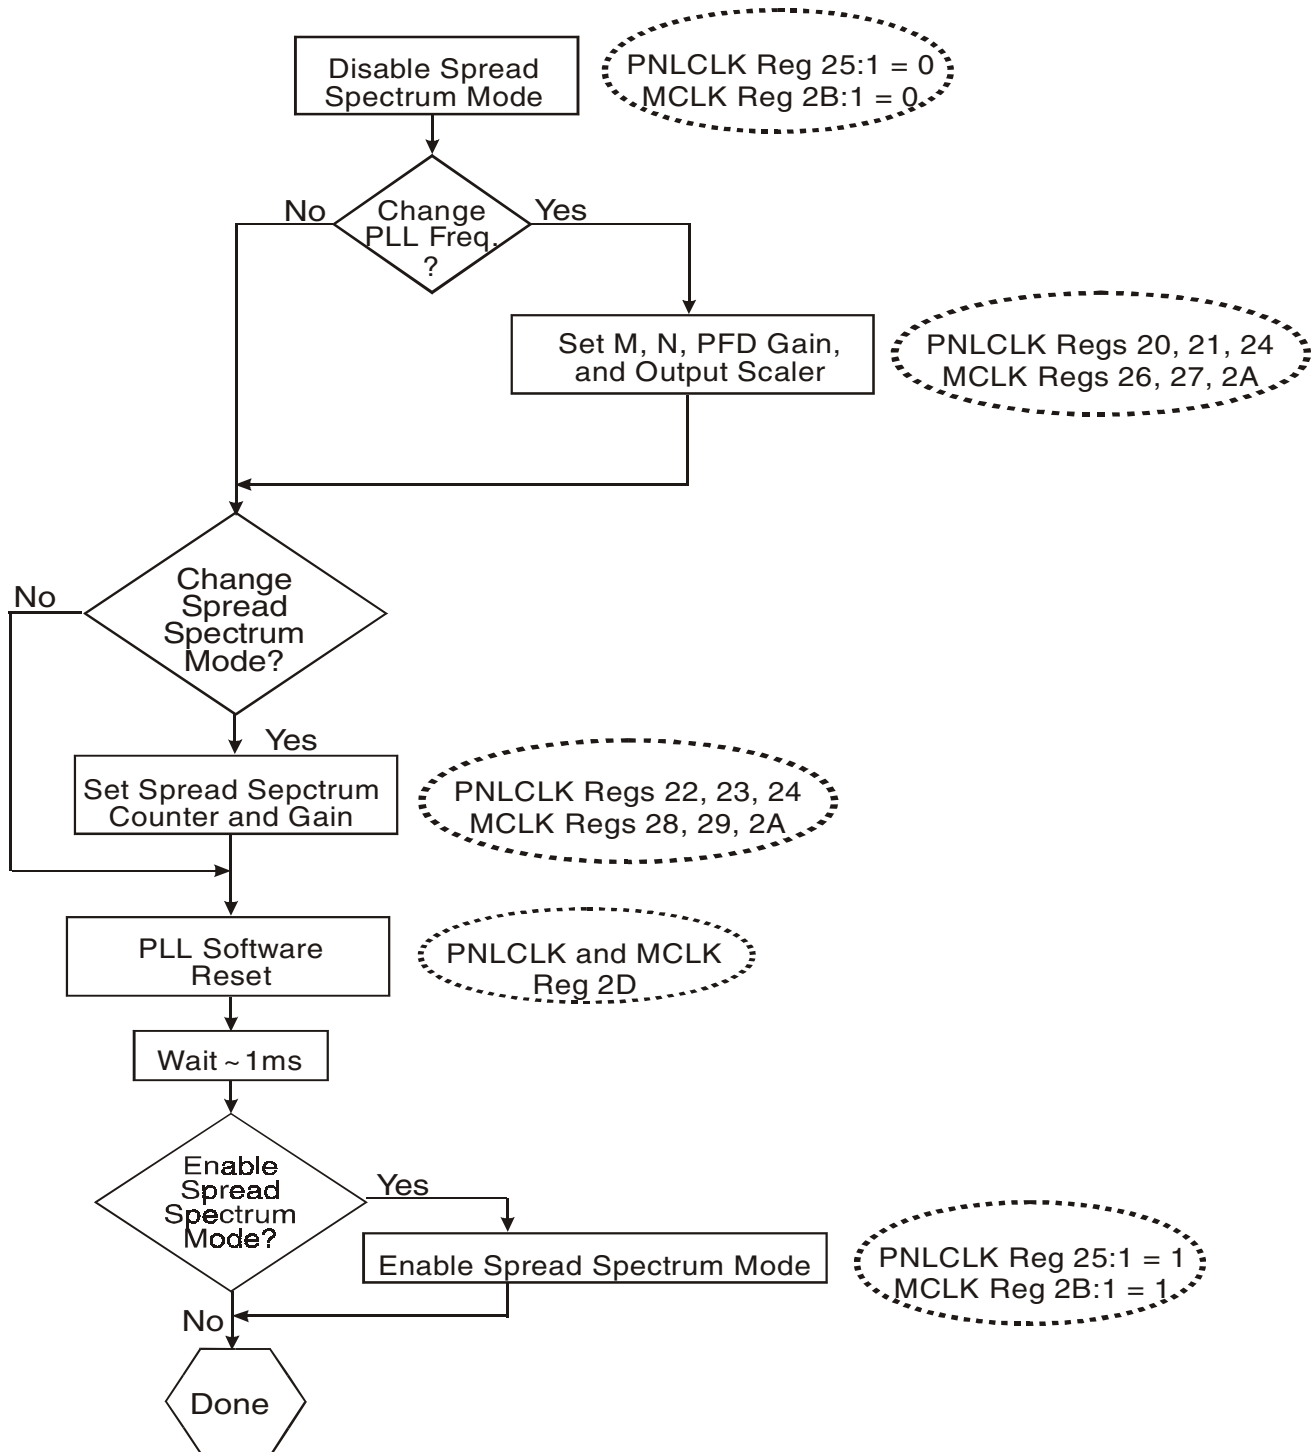 Disable Spread
Spectrum Mode
PNLCLK Reg 25:1 = 0
MCLK Reg 2B:1 = 0
No
Change
PLL Freq.
?
Yes
Set M, N, PFD Gain,
and Output Scaler
PNLCLK Regs 20, 21, 24
MCLK Regs 26, 27, 2A
No
Change
Spread
Spectrum
Mode?
Yes
Set Spread Sepctrum
Counter and Gain
PNLCLK Regs 22, 23, 24
MCLK Regs 28, 29, 2A
PLL Software
Reset
PNLCLK and MCLK
Reg 2D
Wait ~ 1ms
Enable
Spread
Spectrum
Mode?
Yes
Enable Spread Spectrum Mode
PNLCLK Reg 25:1 = 1
MCLK Reg 2B:1 = 1
No
Done